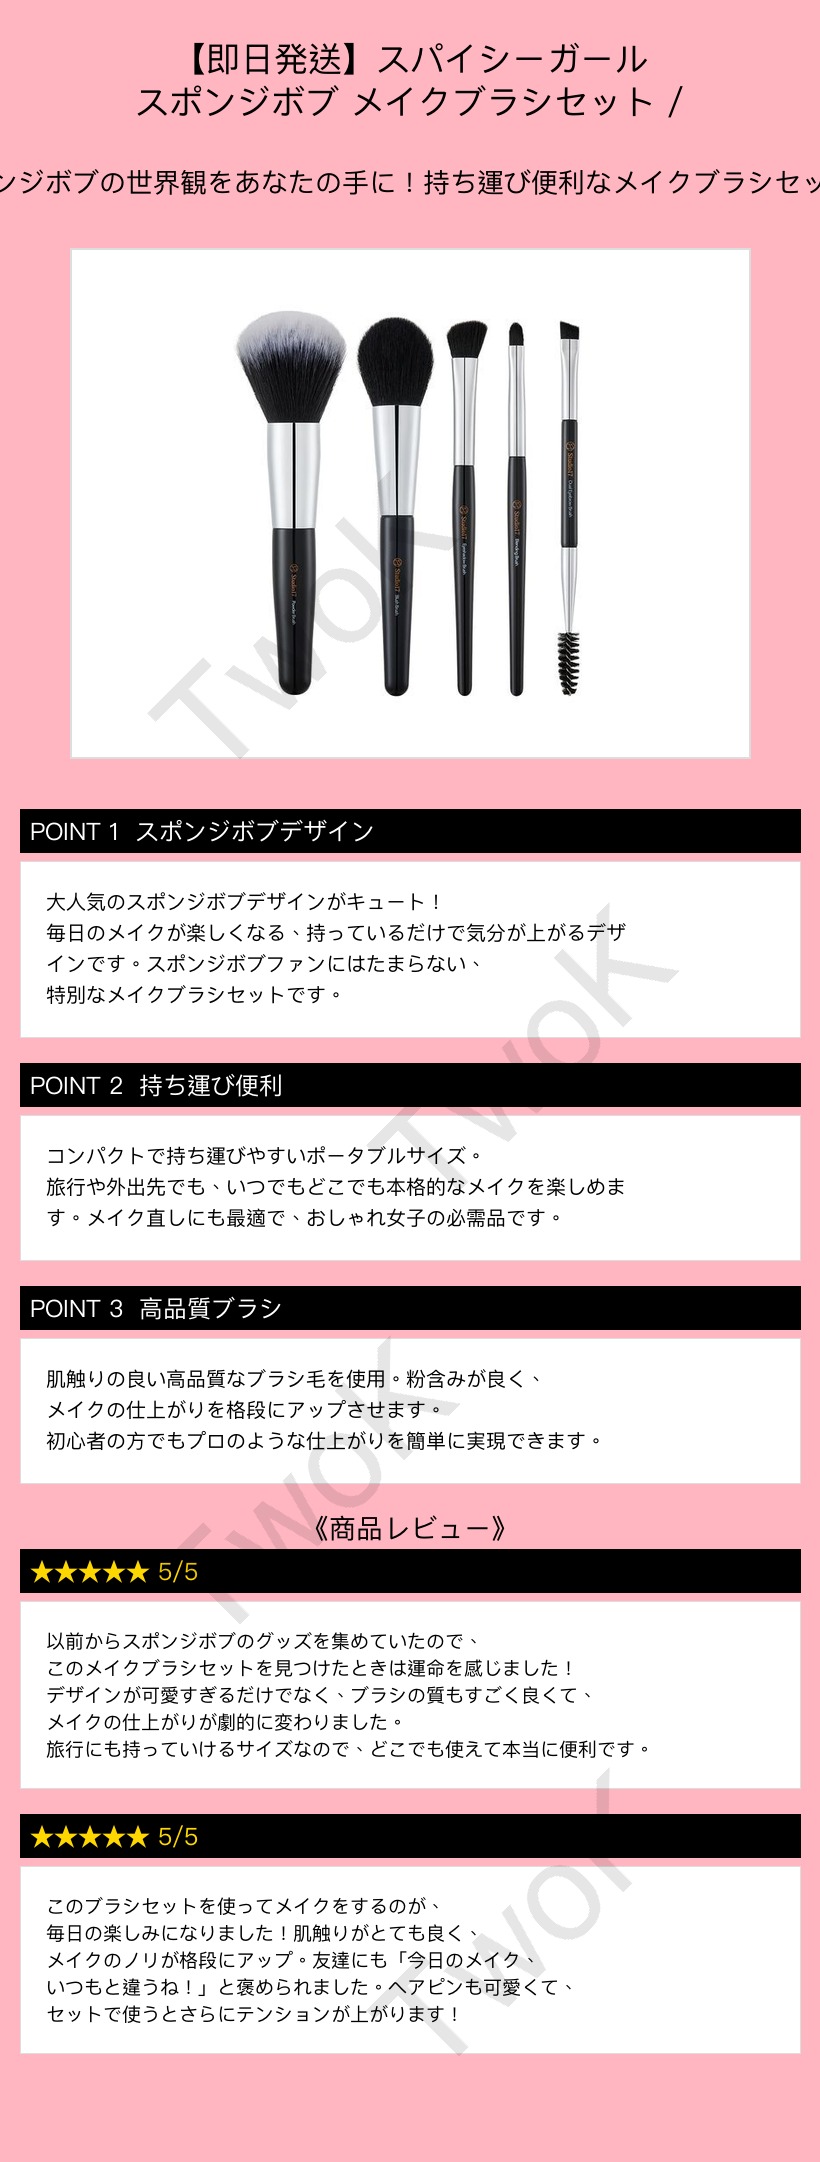 【即日発送】スパイシーガール
スポンジボブ メイクブラシセット /
ンジボブの世界観をあなたの手に！持ち運び便利なメイクブラシセッ
Studio17 Powder Brush
Studio17 Blush Brush
Studio17 Eyeshadow Brush
Studio17 Blending Brush
Studio17 Dual Eyebrow Brush
TwoK
POINT 1 スポンジボブデザイン
大人気のスポンジボブデザインがキュート！
毎日のメイクが楽しくなる、持っているだけで気分が上がるデザ
インです。スポンジボブファンにはたまらない、
特別なメイクブラシセットです。
TwoK
POINT 2 持ち運び便利
コンパクトで持ち運びやすいポータブルサイズ。
旅行や外出先でも、いつでもどこでも本格的なメイクを楽しめま
す。メイク直しにも最適で、おしゃれ女子の必需品です。
POINT 3 高品質ブラシ
肌触りの良い高品質なブラシ毛を使用。粉含みが良く、
メイクの仕上がりを格段にアップさせます。
初心者の方でもプロのような仕上がりを簡単に実現できます。
TwoK
《商品レビュー》
★★★★★ 5/5
以前からスポンジボブのグッズを集めていたので、
このメイクブラシセットを見つけたときは運命を感じました！
デザインが可愛すぎるだけでなく、ブラシの質もすごく良くて、
メイクの仕上がりが劇的に変わりました。
旅行にも持っていけるサイズなので、どこでも使えて本当に便利です。
★★★★★ 5/5
このブラシセットを使ってメイクをするのが、
毎日の楽しみになりました！肌触りがとても良く、
メイクのノリが格段にアップ。友達にも「今日のメイク、
いつもと違うね！」と褒められました。ヘアピンも可愛くて、
セットで使うとさらにテンションが上がります！
TwoK